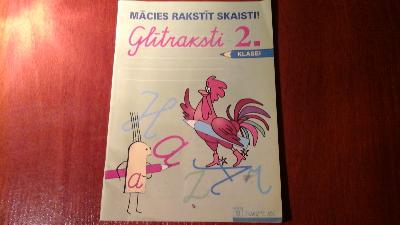 MĀCIES RAKSTĪT SKAISTI!
Glītraksti 2.
KLASEI
a
a